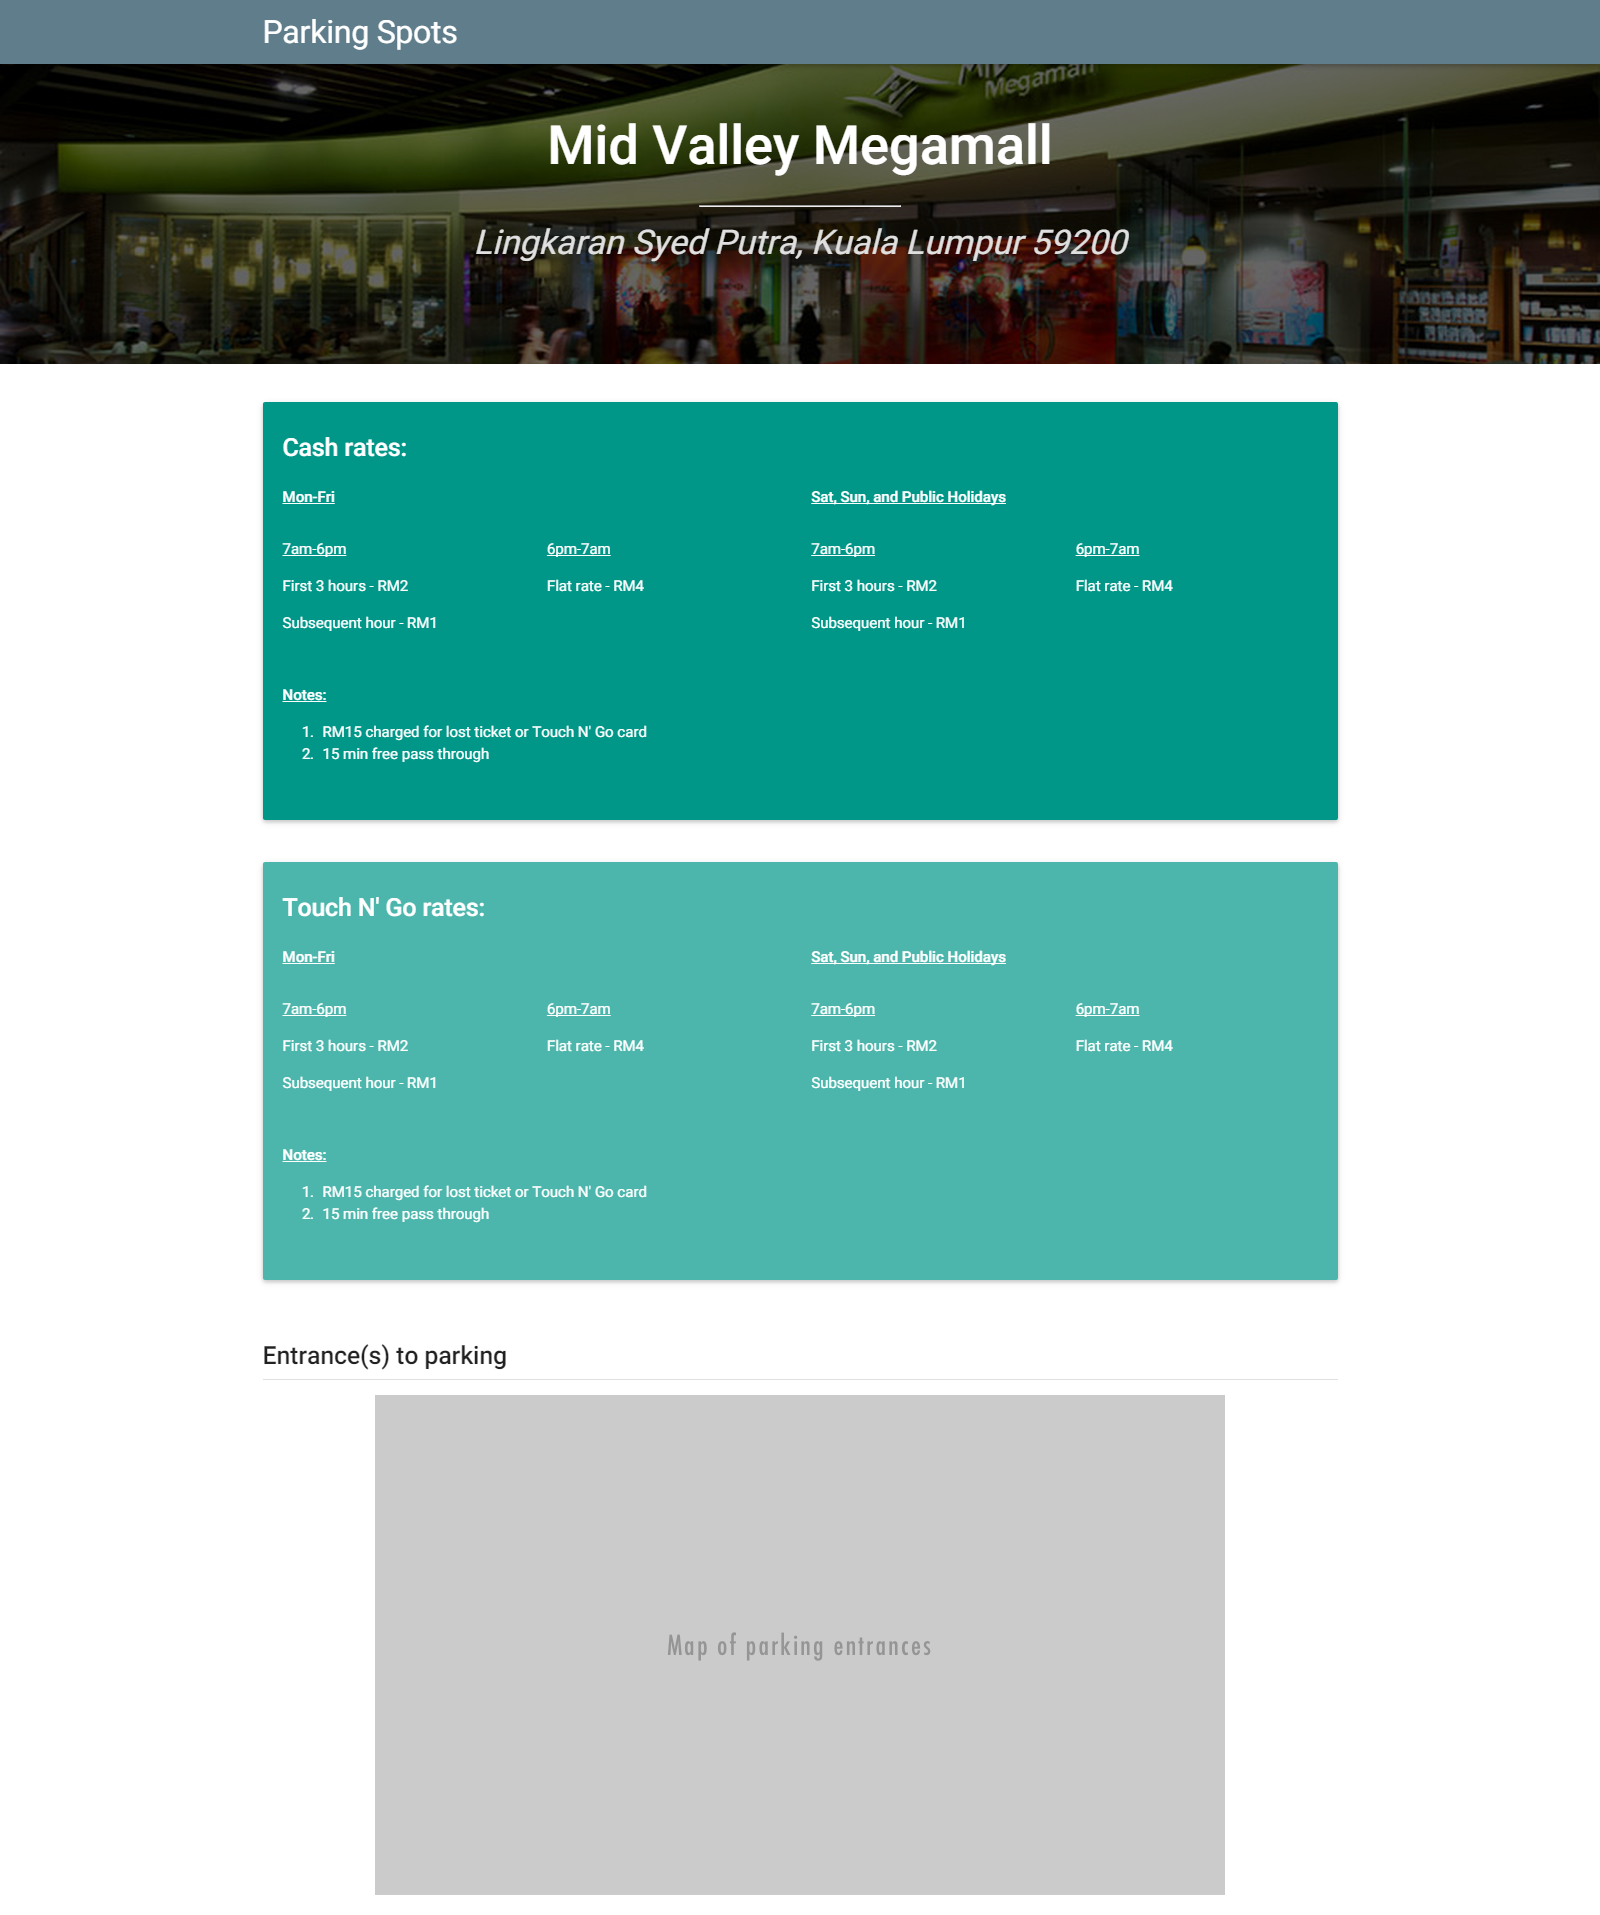 Parking Spots
Megamall
Mid Valley Megamall
Lingkaran Syed Putra, Kuala Lumpur 59200
Cash rates:
Mon-Fri
Sat, Sun, and Public Holidays
7am-6pm
6pm-7am
7am-6pm
6pm-7am
First 3 hours - RM2
Flat rate - RM4
First 3 hours - RM2
Flat rate - RM4
Subsequent hour - RM1
Subsequent hour - RM1
Notes:
1. RM15 charged for lost ticket or Touch N' Go card
2. 15 min free pass through
Touch N' Go rates:
Mon-Fri
Sat, Sun, and Public Holidays
7am-6pm
6pm-7am
7am-6pm
6pm-7am
First 3 hours - RM2
Flat rate - RM4
First 3 hours - RM2
Flat rate - RM4
Subsequent hour - RM1
Subsequent hour - RM1
Notes:
1. RM15 charged for lost ticket or Touch N' Go card
2. 15 min free pass through
Entrance(s) to parking
Map of parking entrances